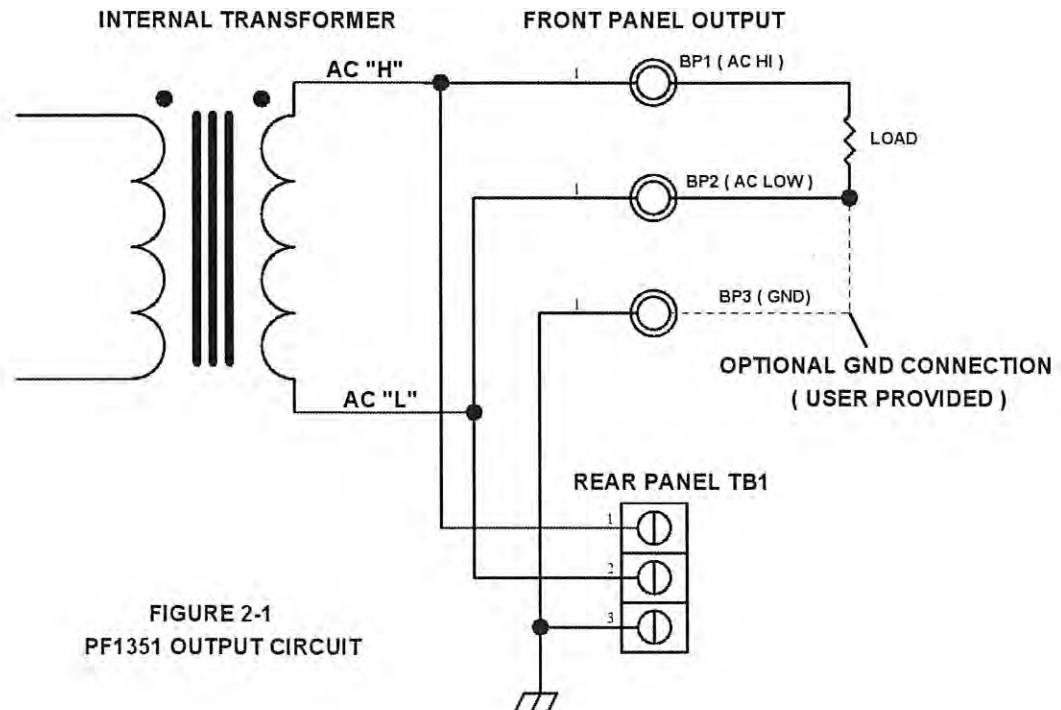 INTERNAL TRANSFORMER
FRONT PANEL OUTPUT
AC "H"
1
BP1 ( AC HI )
LOAD
1
BP2 ( AC LOW )
1
BP3 ( GND)
OPTIONAL GND CONNECTION
( USER PROVIDED )
AC "L"
REAR PANEL TB1
1
2
3
FIGURE 2-1
PF1351 OUTPUT CIRCUIT